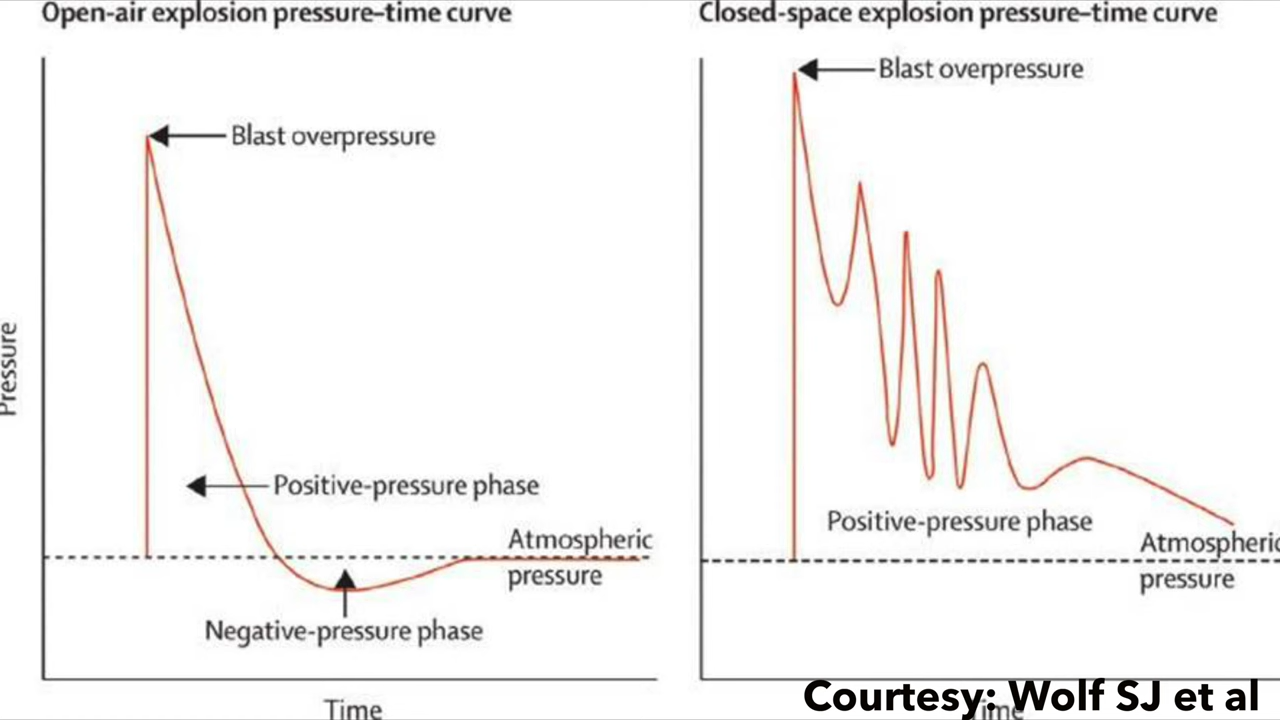 Open-air explosion pressure–time curve
Blast overpressure
Positive-pressure phase
Atmospheric
pressure
Negative-pressure phase
Pressure
Time
Closed-space explosion pressure–time curve
Blast overpressure
Positive-pressure phase
Atmospheric
pressure
Time
Courtesy: Wolf SJ et al